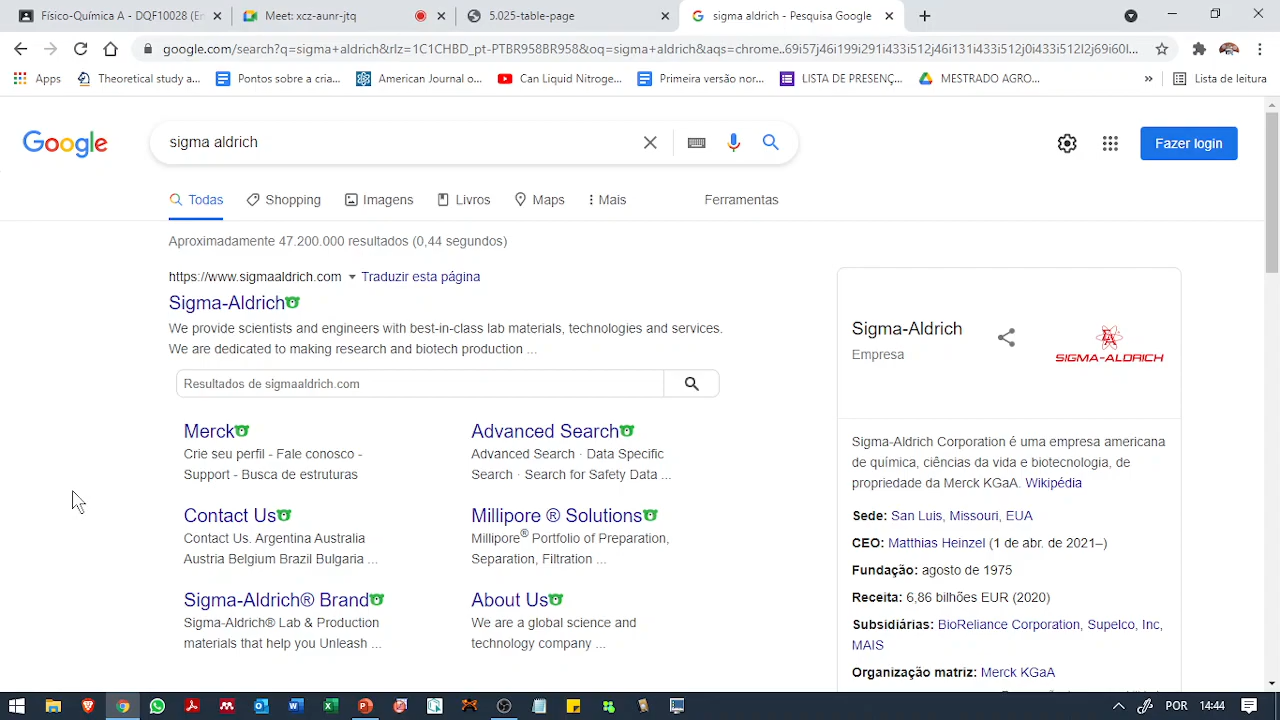 Físico-Química - DQF10028 (Er
Meet: xcz-aunr-jtq
5.025-table-page
sigma aldrich - Pesquisa Google
google.com/search?q=sigma+aldrich&rlz=1C1CHBD_pt-PTBR958BR958&oq=sigma+aldrich&aqs=chrome..69i57j46i199i291i433i512j46i131i433i512j0i433i512l2j69i60l...
Apps
Theoretical study a...
Pontos sobre a cria...
American Journal o...
Can Liquid Nitroge...
Primeira versão nor...
LISTA DE PRESENÇ...
MESTRADO AGRO...
»
Lista de leitura
Google
sigma aldrich
Fazer login
Todas
Shopping
Imagens
Livros
Maps
Mais
Ferramentas
Aproximadamente 47.200.000 resultados (0,44 segundos)
https://www.sigmaaldrich.com
Traduzir esta página
Sigma-Aldrich
We provide scientists and engineers with best-in-class lab materials, technologies and services.
We are dedicated to making research and biotech production ...
Resultados de sigmaaldrich.com
Merck
Crie seu perfil - Fale conosco -
Support - Busca de estruturas
Advanced Search
Advanced Search · Data Specific
Search · Search for Safety Data ...
Contact Us
Contact Us. Argentina Australia
Austria Belgium Brazil Bulgaria ...
Millipore ® Solutions
Millipore® Portfolio of Preparation,
Separation, Filtration ...
Sigma-Aldrich® Brand
Sigma-Aldrich® Lab & Production
materials that help you Unleash ...
About Us
We are a global science and
technology company ...
Sigma-Aldrich
Empresa
SIGMA-ALDRICH
Sigma-Aldrich Corporation é uma empresa americana
de química, ciências da vida e biotecnologia, de
propriedade da Merck KGaA. Wikipédia
Sede: San Luis, Missouri, EUA
CEO: Matthias Heinzel (1 de abr. de 2021–)
Fundação: agosto de 1975
Receita: 6,86 bilhões EUR (2020)
Subsidiárias: BioReliance Corporation, Supelco, Inc,
MAIS
Organização matriz: Merck KGaA
POR
14:44